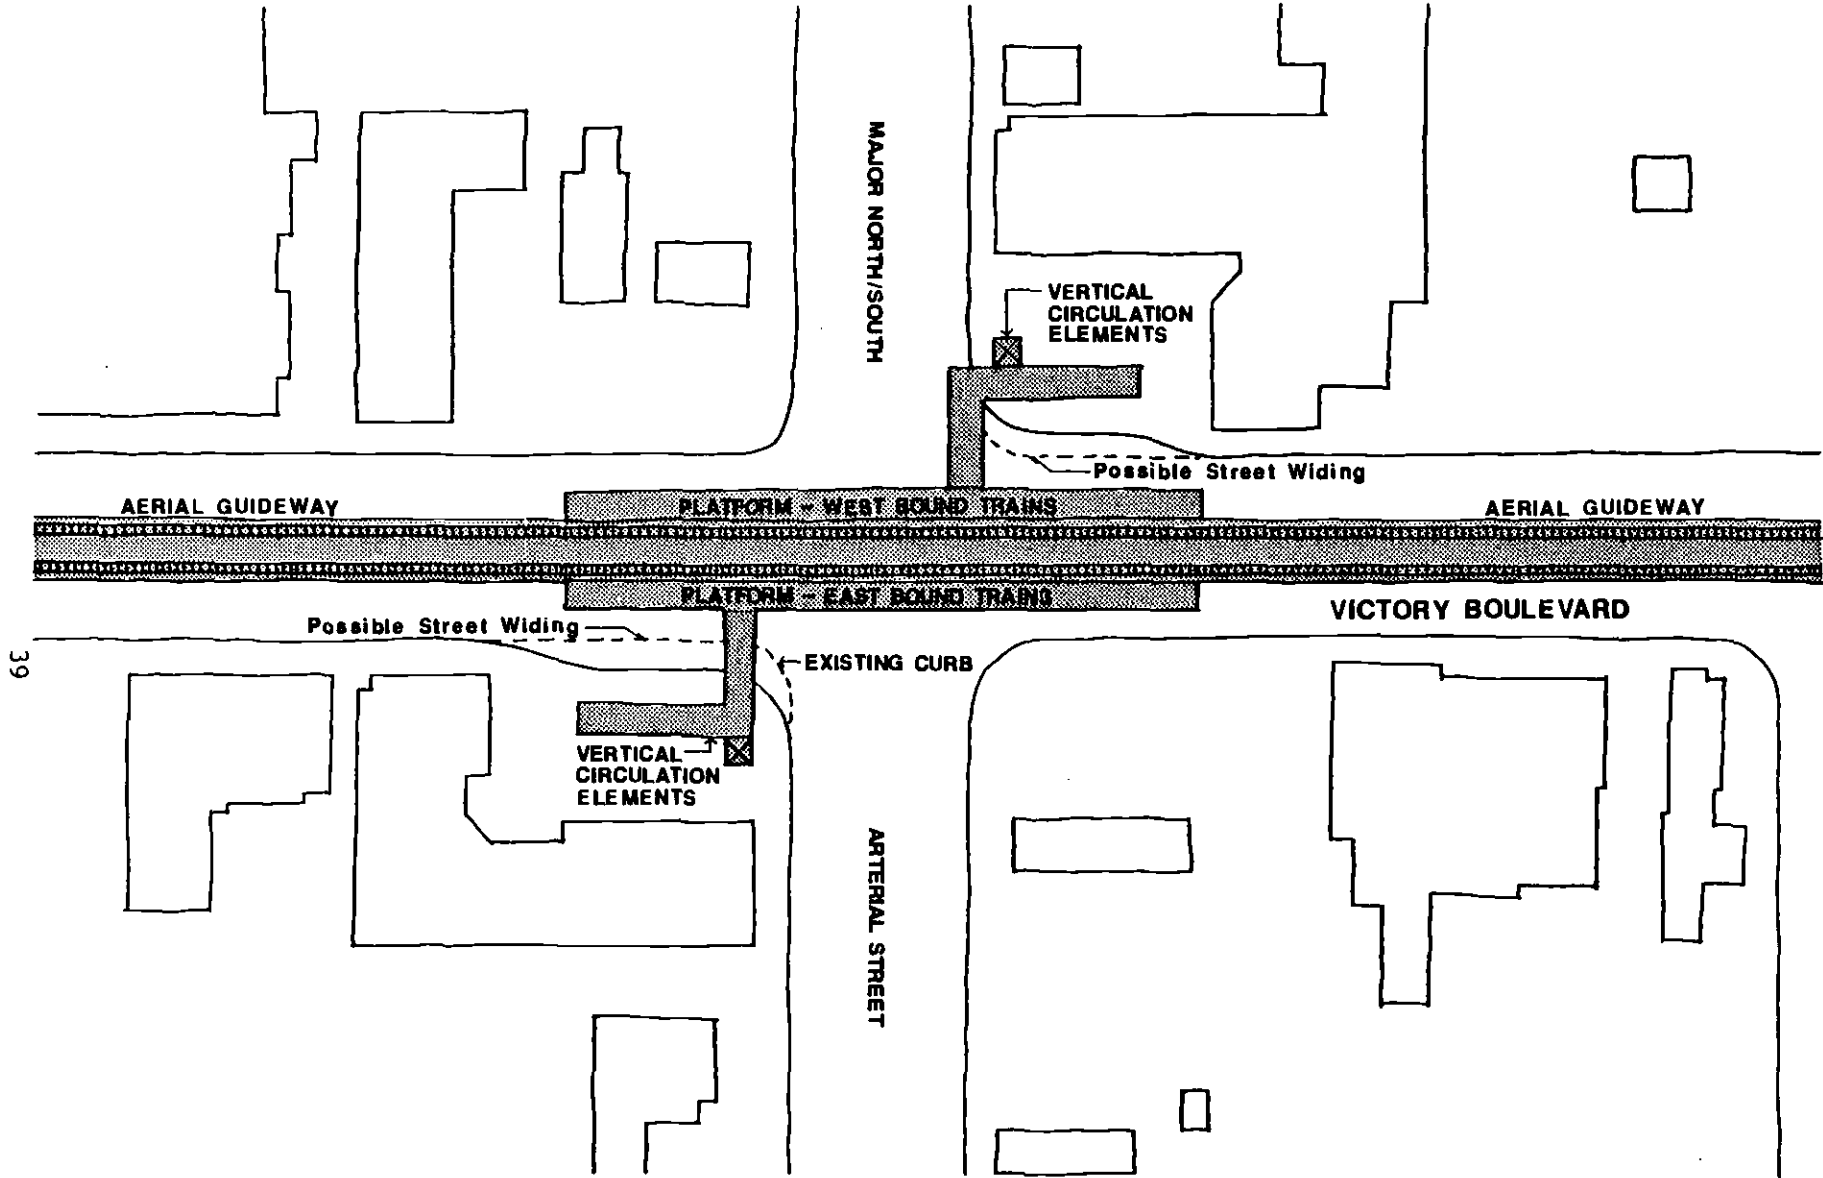 MAJOR NORTH/SOUTH
VERTICAL
CIRCULATION
ELEMENTS
Possible Street Widing
AERIAL GUIDEWAY
PLATFORM - WEST BOUND TRAINS
AERIAL GUIDEWAY
PLATFORM - EAST BOUND TRAINS
VICTORY BOULEVARD
Possible Street Widing
EXISTING CURB
VERTICAL
CIRCULATION
ELEMENTS
ARTERIAL STREET
39